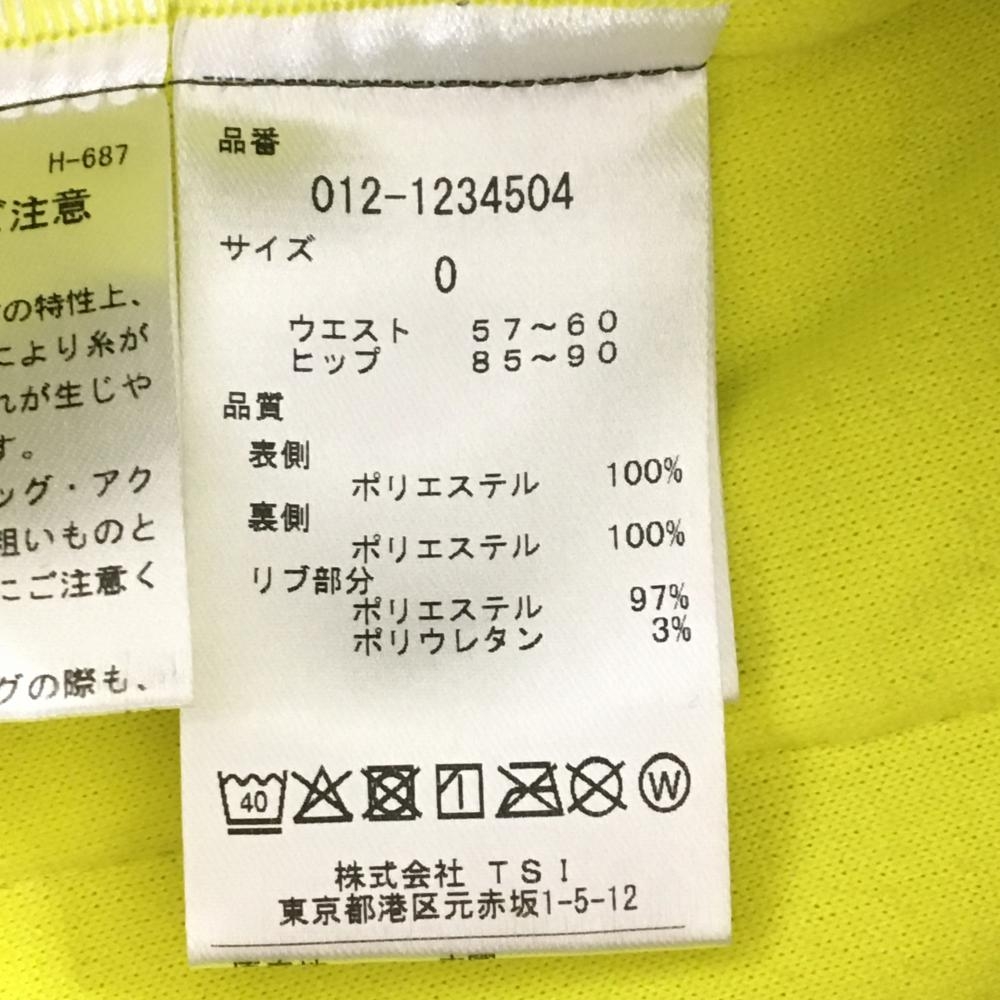 H-687
ご注意
の特性上、
により糸が
れが生じや
す。
ッグ・アク
粗いものと
にご注意く
グの際も、
品番
012-1234504
サイズ
0
ウエスト 57～60
ヒップ 85～90
品質
表側
ポリエステル 100%
裏側
ポリエステル 100%
リブ部分
ポリエステル 97%
ポリウレタン 3%
40
W
株式会社 TSI
東京都港区元赤坂1-5-12